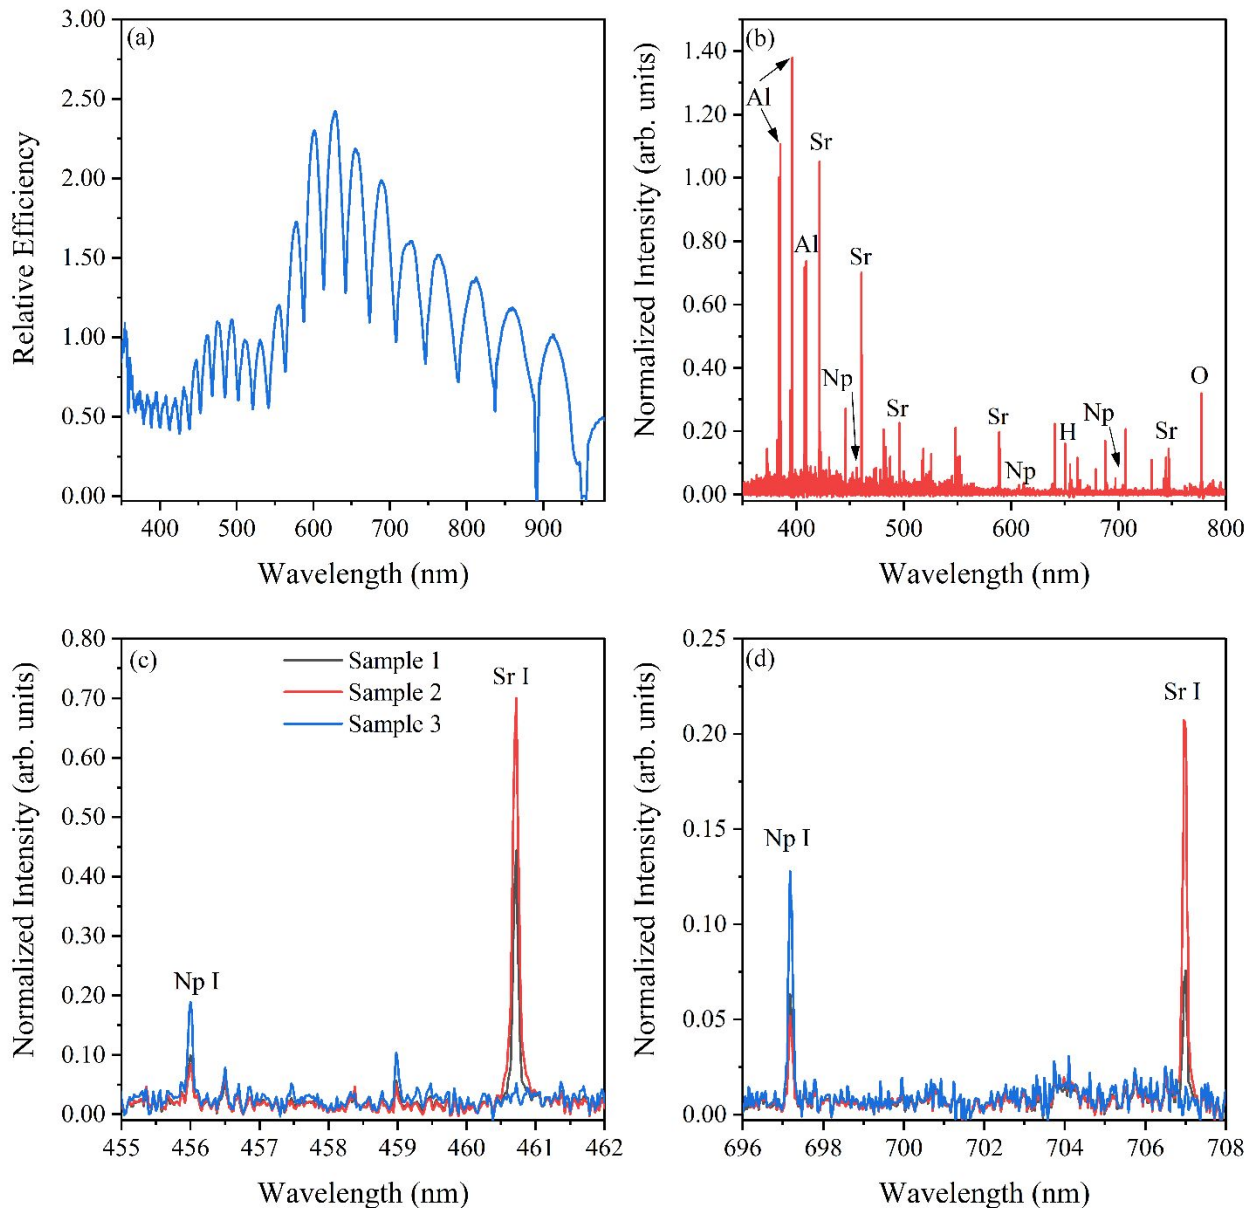 (a)
3.00
2.50
2.00
1.50
1.00
0.50
0.00
Relative Efficiency
400 500 600 700 800 900
Wavelength (nm)
(b)
1.40
1.20
1.00
0.80
0.60
0.40
0.20
0.00
Normalized Intensity (arb. units)
Al
Sr
Al
Sr
Np
Sr
Sr
Np
H
Np
Sr
O
400 500 600 700 800
Wavelength (nm)
(c)
0.80
0.70
0.60
0.50
0.40
0.30
0.20
0.10
0.00
Normalized Intensity (arb. units)
Sample 1
Sample 2
Sample 3
Sr I
Np I
455 456 457 458 459 460 461 462
Wavelength (nm)
(d)
0.25
0.20
0.15
0.10
0.05
0.00
Normalized Intensity (arb. units)
Sr I
Np I
696 698 700 702 704 706 708
Wavelength (nm)